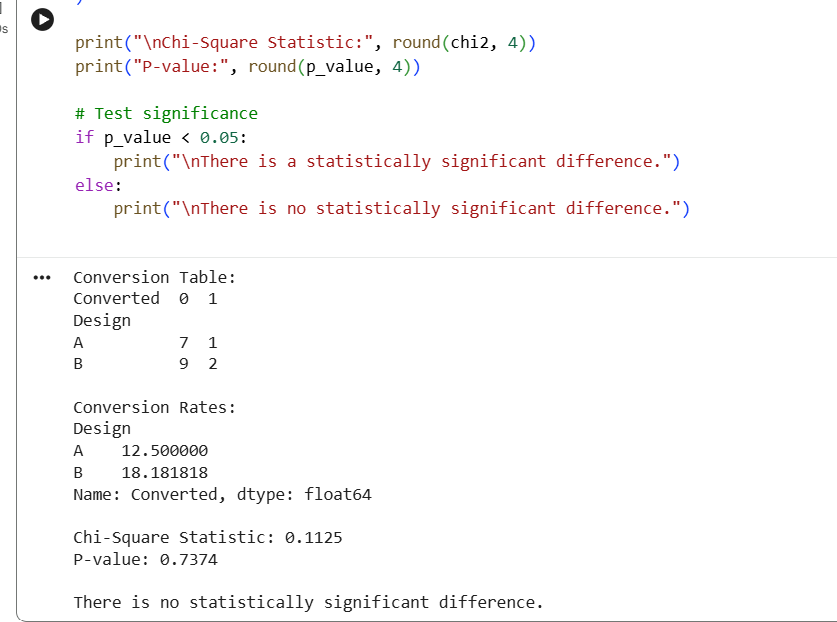 print("\nChi-Square Statistic:", round(chi2, 4))
print("P-value:", round(p_value, 4))
# Test significance
if p_value < 0.05:
    print("\nThere is a statistically significant difference.")
else:
    print("\nThere is no statistically significant difference.")
Conversion Table:
Converted  0  1
Design
A          7  1
B          9  2
Conversion Rates:
Design
A    12.500000
B    18.181818
Name: Converted, dtype: float64
Chi-Square Statistic: 0.1125
P-value: 0.7374
There is no statistically significant difference.